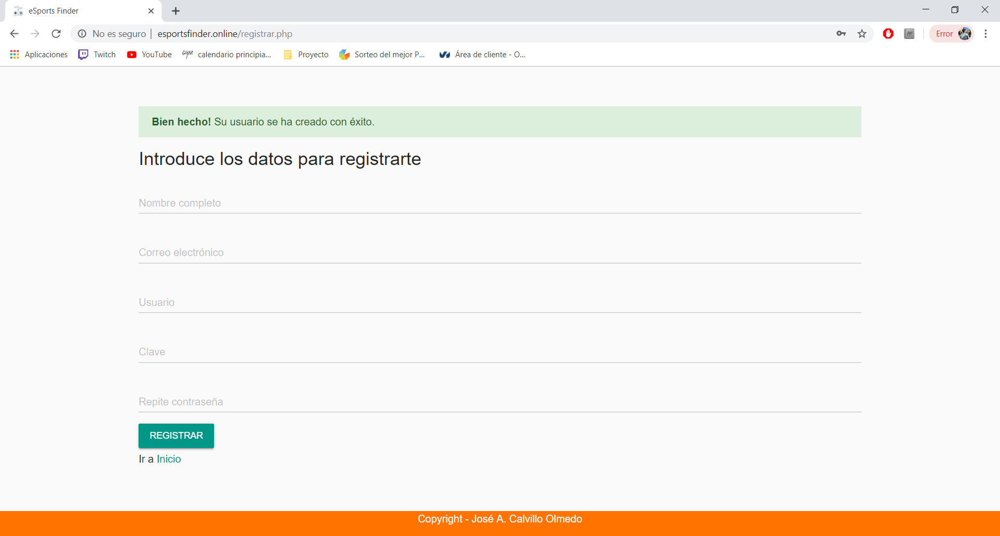 eSports Finder
No es seguro | esportsfinder.online/registrar.php
Error
Aplicaciones Twitch YouTube GYM calendario principia... Proyecto Sorteo del mejor P... Área de cliente - O...
Bien hecho! Su usuario se ha creado con éxito.
Introduce los datos para registrarte
Nombre completo
Correo electrónico
Usuario
Clave
Repite contraseña
REGISTRAR
Ir a Inicio
Copyright - José A. Calvillo Olmedo